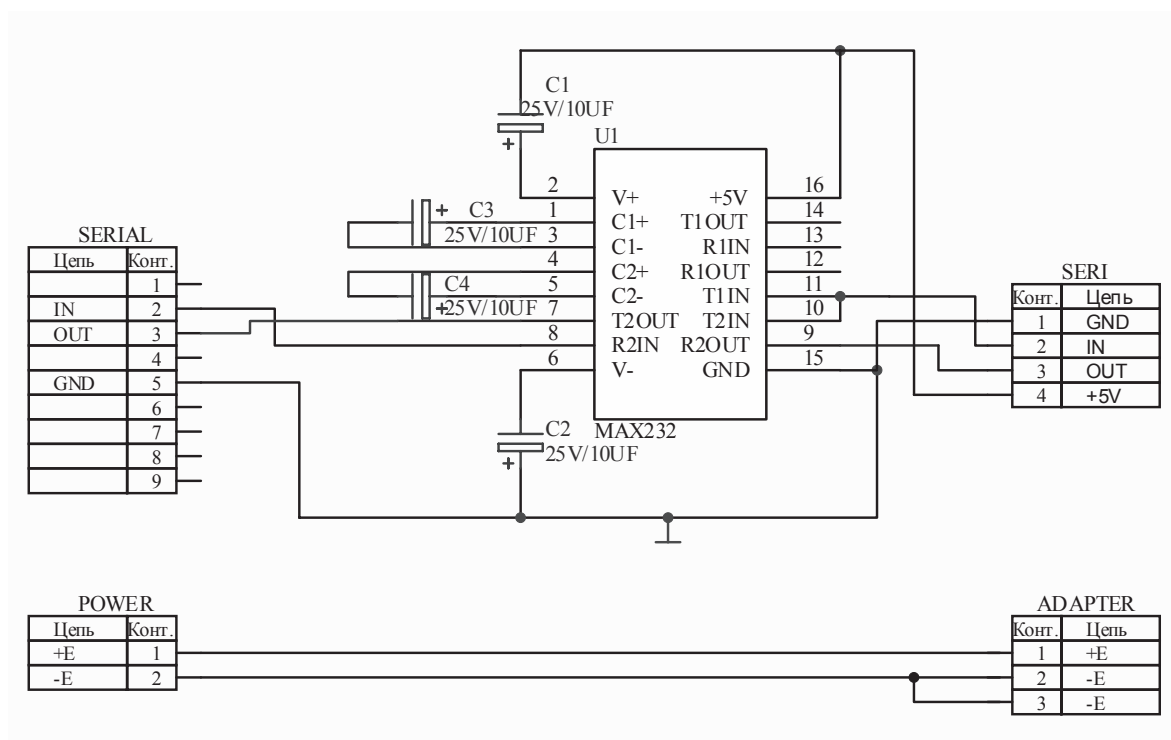 C1
25V/10UF
U1
2 V+ +5V 16
+ C3 1 C1+ T1OUT 14
25V/10UF 3 C1- R1IN 13
4 C2+ R1OUT 12
C4 5 C2- T1IN 11
+25V/10UF 7 T2OUT T2IN 10
8 R2IN R2OUT 9
6 V- GND 15
MAX232
C2
25V/10UF
+
+
SERIAL
Цепь Конт.
1
IN 2
OUT 3
4
GND 5
6
7
8
9
SERI
Конт. Цепь
1 GND
2 IN
3 OUT
4 +5V
POWER
Цепь Конт.
+E 1
-E 2
ADAPTER
Конт. Цепь
1 +E
2 -E
3 -E